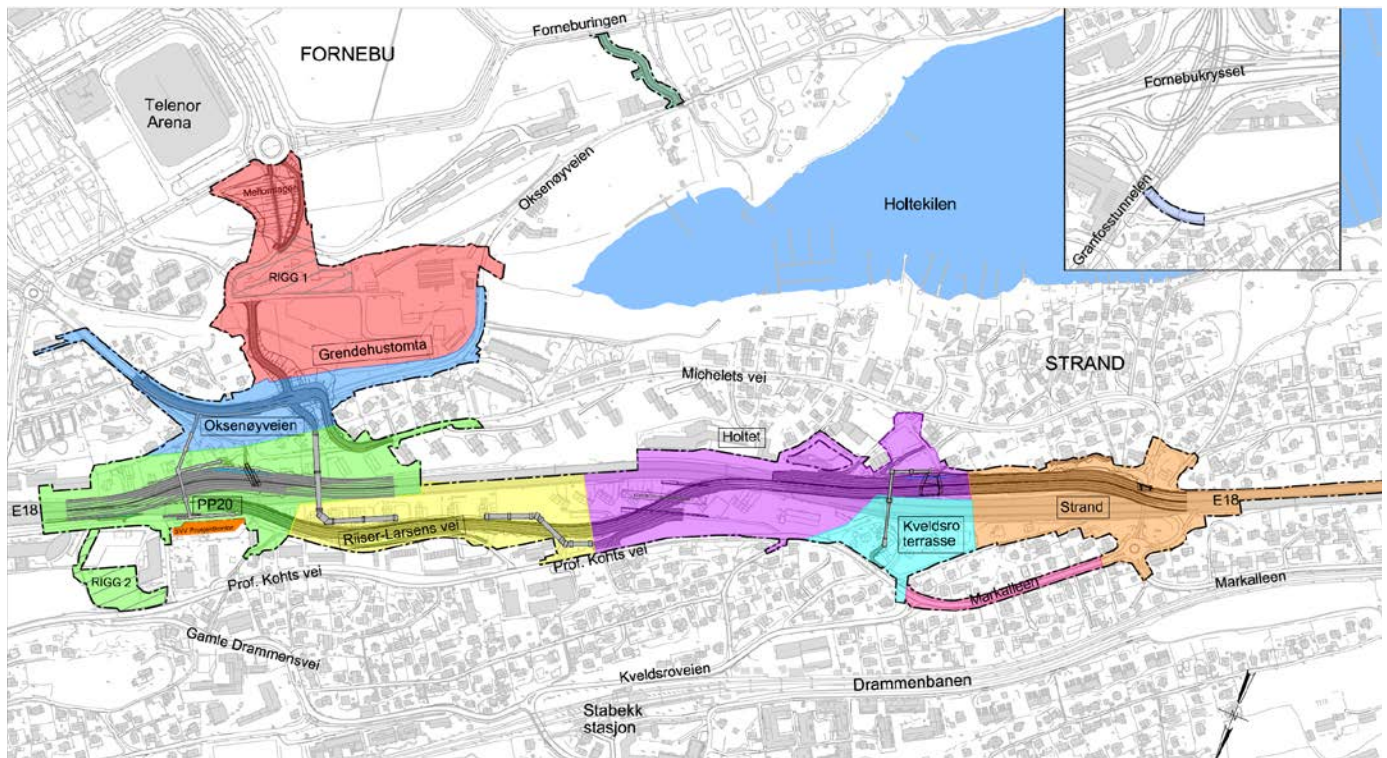 Forneburingen
FORNEBU
Fornebukrysset
Telenor
Arena
Oksenøyveien
Mellomlager
Holtekilen
Granfosstunnelen
RIGG 1
Grendehustomta
STRAND
Michelets vei
Oksenøyveien
Holtet
E18
PP20
Riiser-Larsens vei
Kveldsro
terrasse
Strand
E18
Prof. Kohts vei
RIGG 2
Prof. Kohts vei
Markalleen
Markalleen
Gamle Drammensvei
Kveldsroveien
Drammenbanen
Stabekk
stasjon